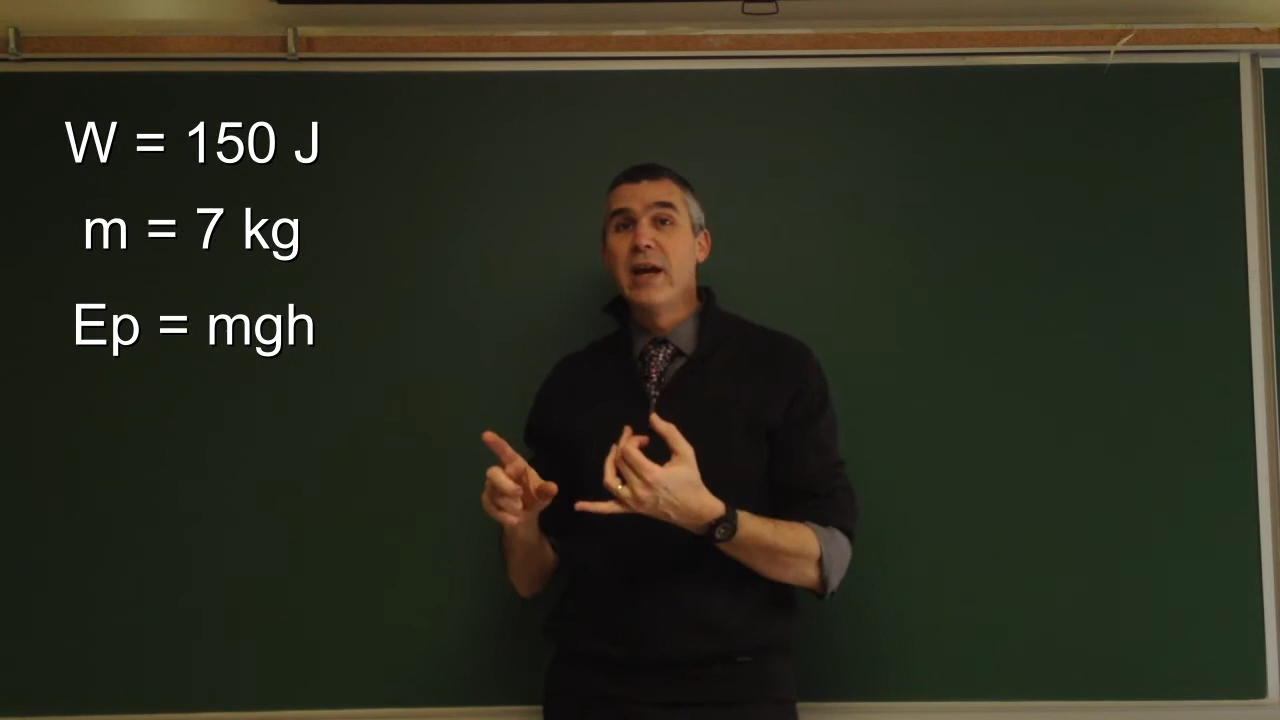 W = 150 J
m = 7 kg
Ep = mgh